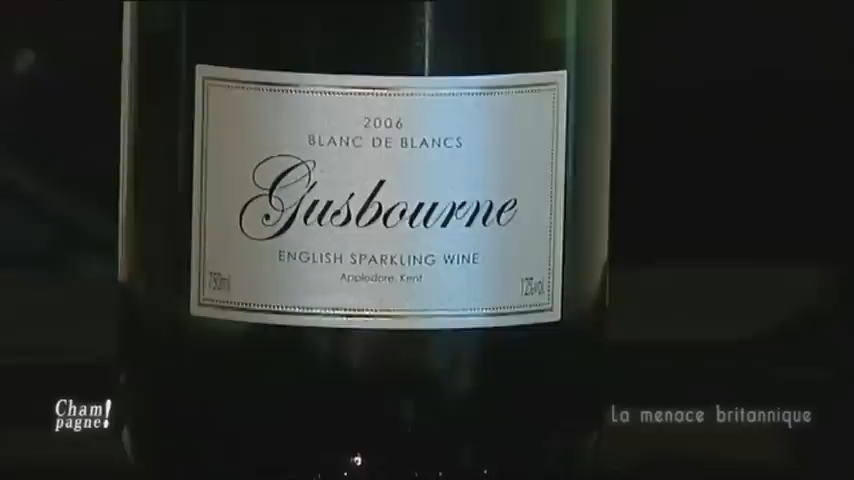 2006
BLANC DE BLANCS
Gusbourne
ENGLISH SPARKLING WINE
Appledore, Kent
750ml
12%vol
Cham
pagne!
La menace britannique